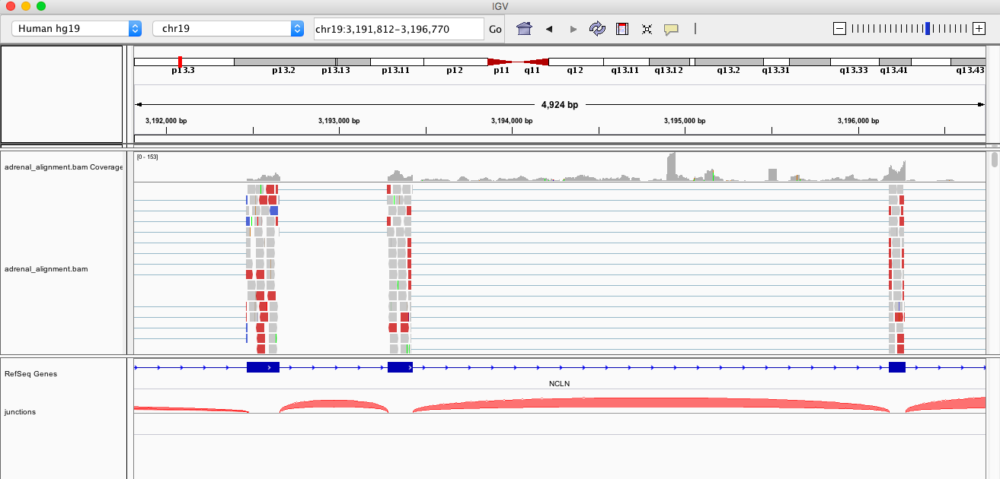 IGV
Human hg19 chr19 chr19:3,191,812-3,196,770 Go
p13.3 p13.2 p13.13 p13.11 p12 p11 q11 q12 q13.11 q13.12 q13.2 q13.31 q13.33 q13.41 q13.43
4,924 bp
3,192,000 bp 3,193,000 bp 3,194,000 bp 3,195,000 bp 3,196,000 bp
[0 - 153]
adrenal_alignment.bam Coverage
adrenal_alignment.bam
RefSeq Genes
NCLN
junctions